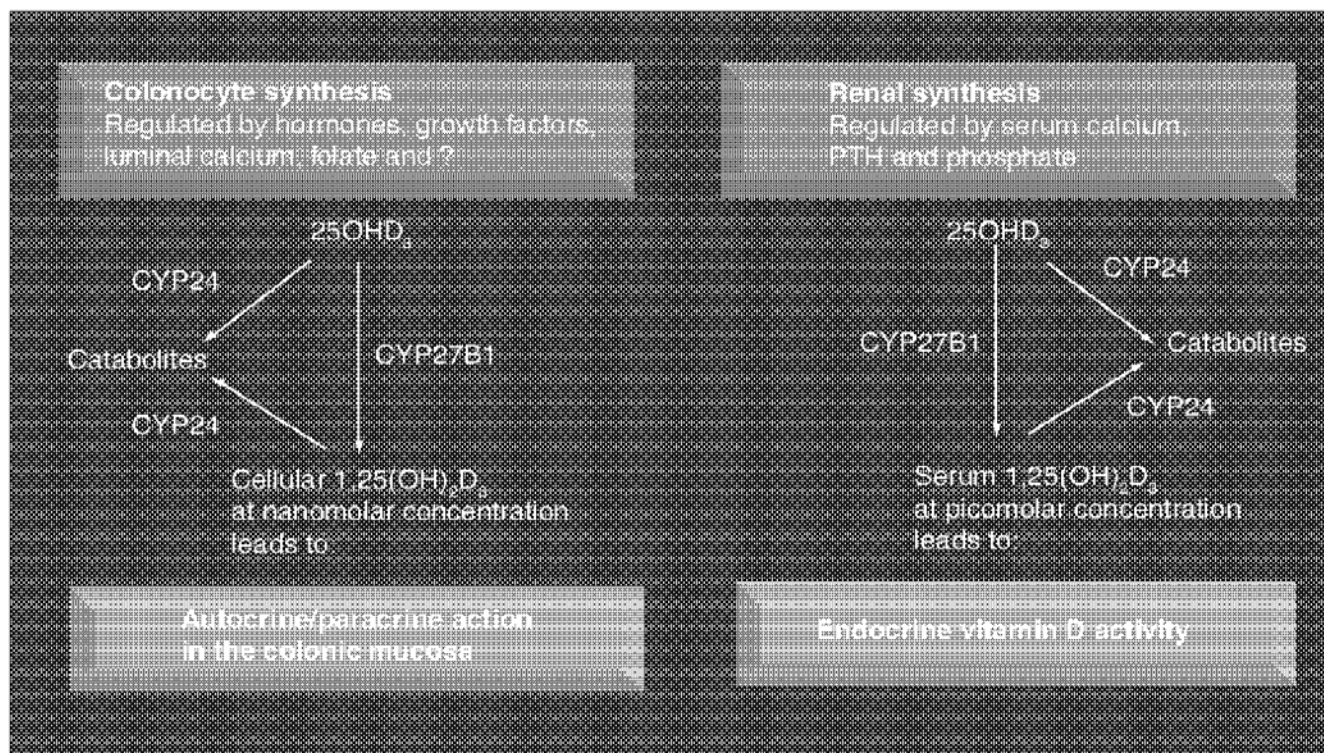 Colonocyte synthesis
Regulated by hormones, growth factors,
luminal calcium, folate and ?
25OHD₃
CYP24
Catabolites
CYP27B1
CYP24
Cellular 1,25(OH)₂D₃
at nanomolar concentration
leads to
Autocrine/paracrine action
in the colonic mucosa
Renal synthesis
Regulated by serum calcium,
PTH and phosphate
25OHD₃
CYP24
CYP27B1
Catabolites
CYP24
Serum 1,25(OH)₂D₃
at picomolar concentration
leads to:
Endocrine vitamin D activity